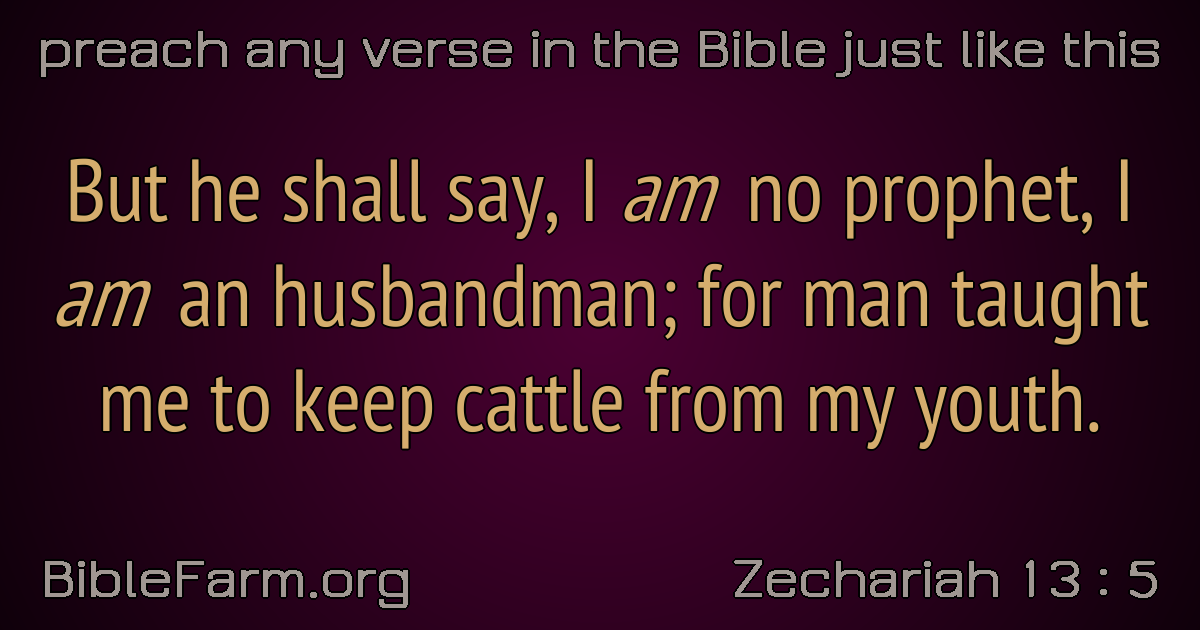 preach any verse in the Bible just like this
But he shall say, I am no prophet, I
am an husbandman; for man taught
me to keep cattle from my youth.
BibleFarm.org
Zechariah 13 : 5